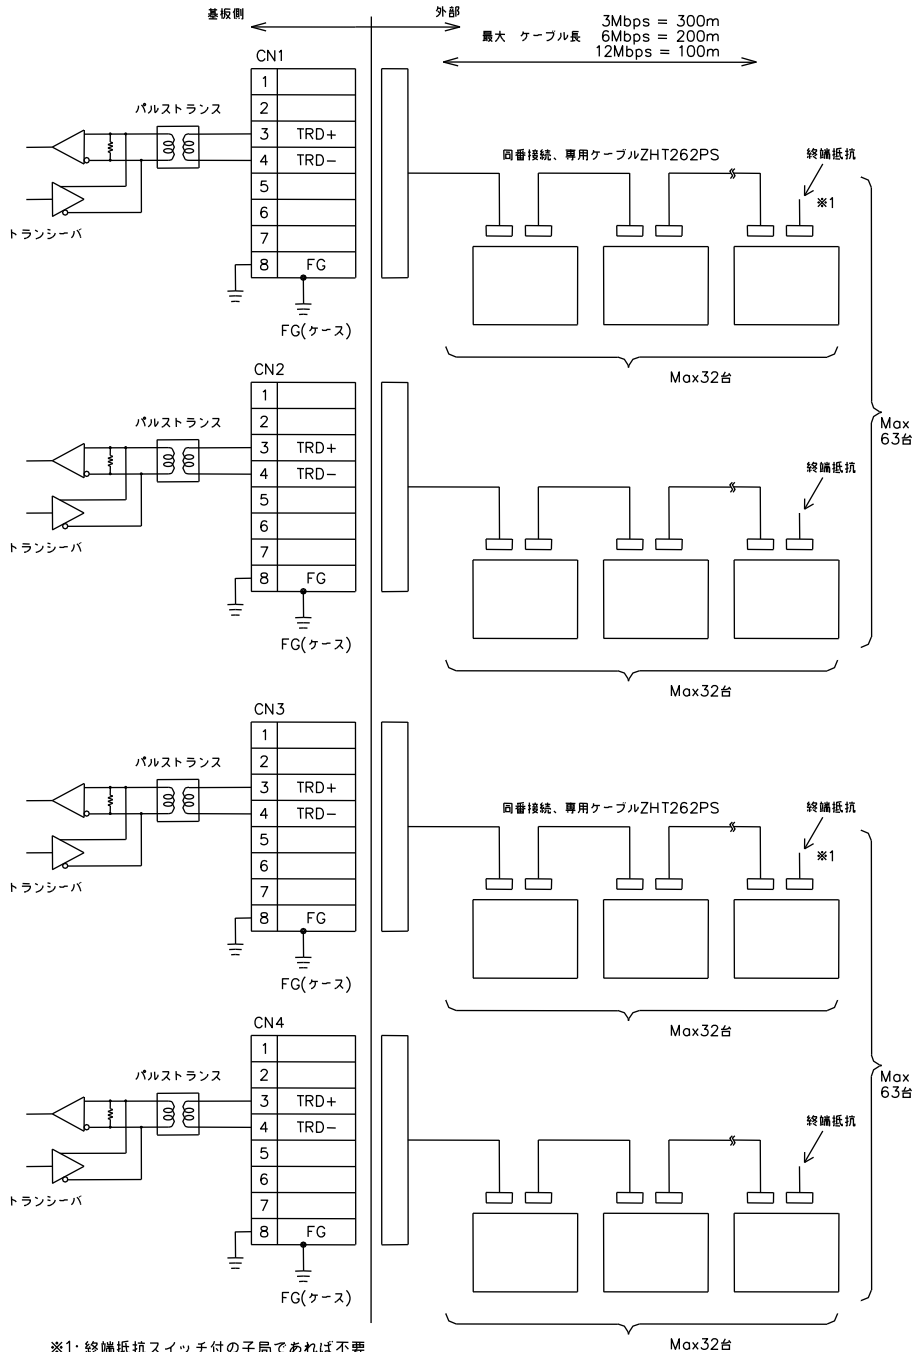 基板側
外部
最大 ケーブル長
3Mbps = 300m
6Mbps = 200m
12Mbps = 100m
CN1
パルストランス
トランシーバ
1
2
3 TRD+
4 TRD-
5
6
7
8 FG
FG(ケース)
同番接続、専用ケーブルZHT262PS
終端抵抗
※1
Max32台
CN2
パルストランス
トランシーバ
1
2
3 TRD+
4 TRD-
5
6
7
8 FG
FG(ケース)
終端抵抗
Max32台
Max
63台
CN3
パルストランス
トランシーバ
1
2
3 TRD+
4 TRD-
5
6
7
8 FG
FG(ケース)
同番接続、専用ケーブルZHT262PS
終端抵抗
※1
Max32台
CN4
パルストランス
トランシーバ
1
2
3 TRD+
4 TRD-
5
6
7
8 FG
FG(ケース)
終端抵抗
Max32台
Max
63台
※1: 終端抵抗スイッチ付の子局であれば不要